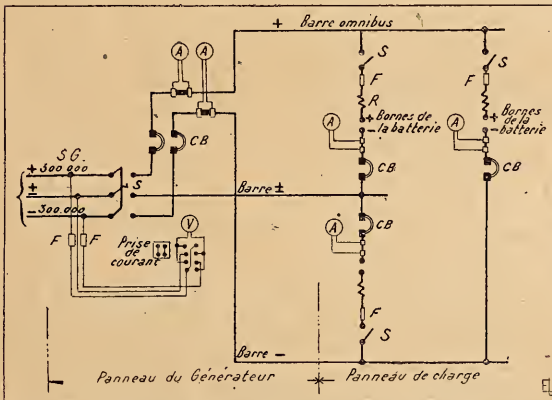 + Barre omnibus
A A
S S
F F
R
+ Bornes de
- la batterie
+ Bornes
de la
- batterie
A A
CB
S.G.
+ 300.000
±
- 300.000
S
CB CB
Barre ±
CB
V
A
F F
Prise
de
courant
F
S
Barre -
Panneau du Générateur
Panneau de charge